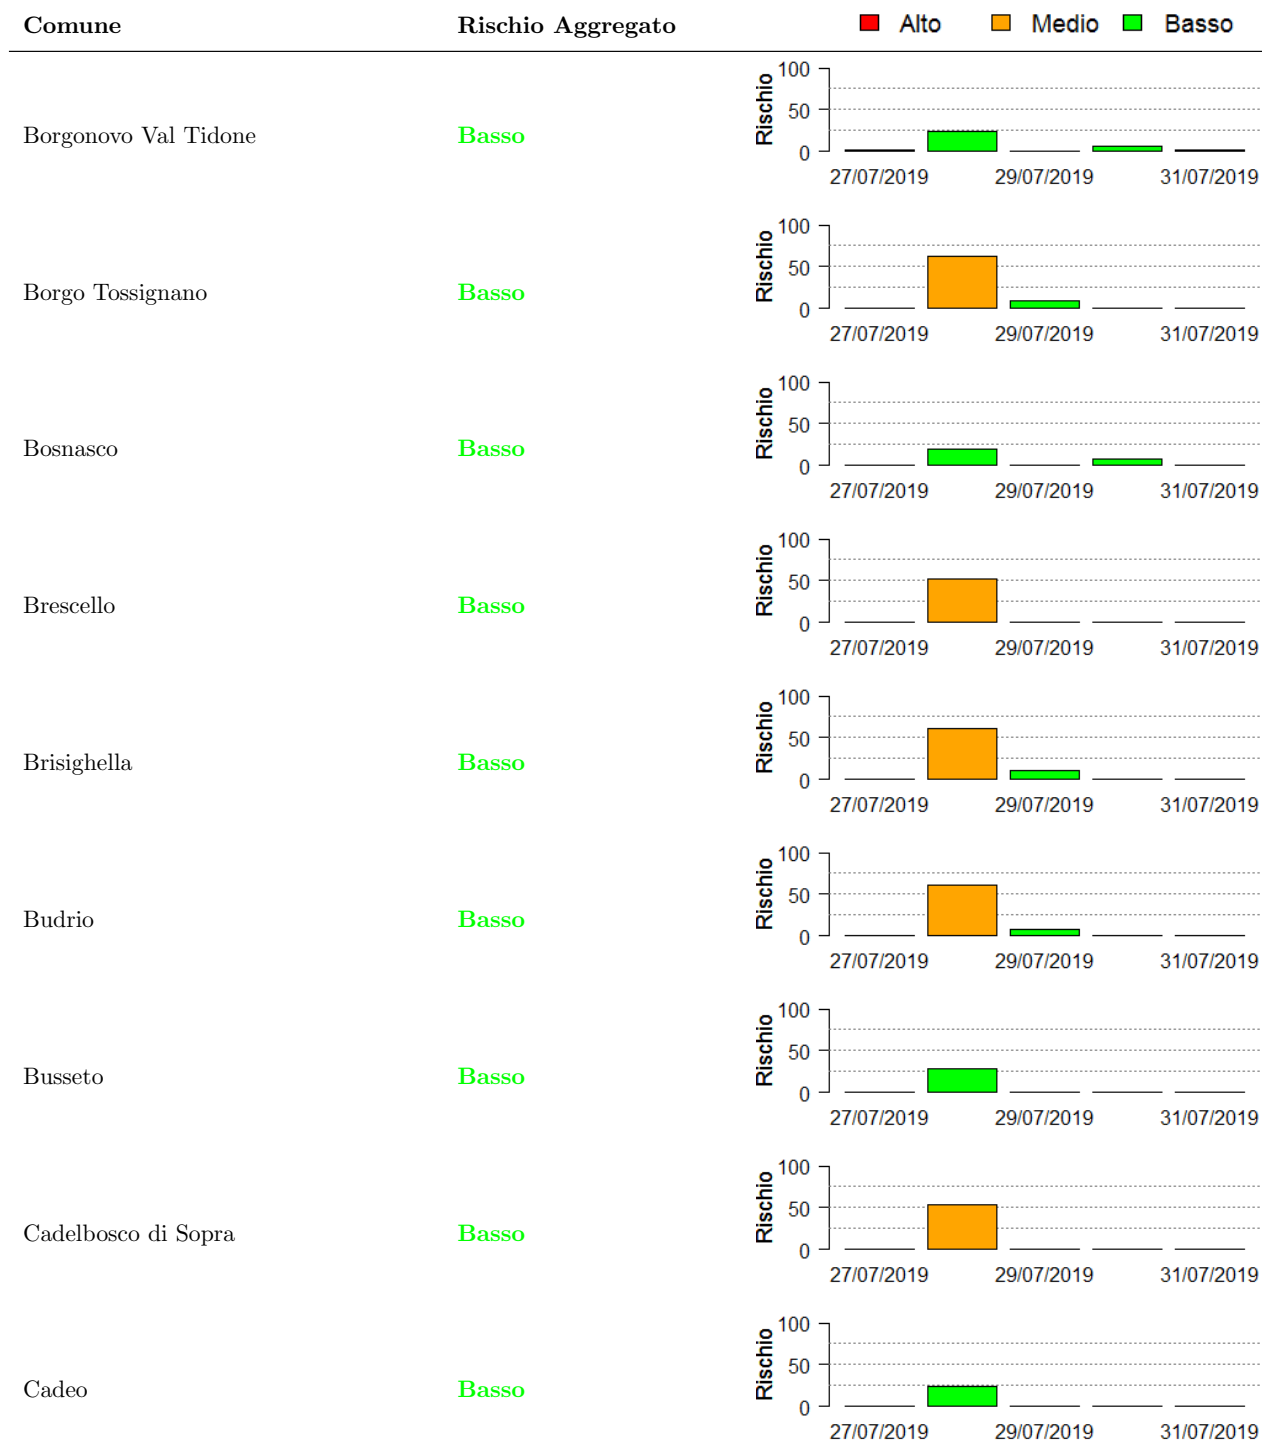 Comune Rischio Aggregato Alto Medio Basso
Borgonovo Val Tidone Basso Rischio 100 50 0
27/07/2019 29/07/2019 31/07/2019
Borgo Tossignano Basso Rischio 100 50 0
27/07/2019 29/07/2019 31/07/2019
Bosnasco Basso Rischio 100 50 0
27/07/2019 29/07/2019 31/07/2019
Brescello Basso Rischio 100 50 0
27/07/2019 29/07/2019 31/07/2019
Brisighella Basso Rischio 100 50 0
27/07/2019 29/07/2019 31/07/2019
Budrio Basso Rischio 100 50 0
27/07/2019 29/07/2019 31/07/2019
Busseto Basso Rischio 100 50 0
27/07/2019 29/07/2019 31/07/2019
Cadelbosco di Sopra Basso Rischio 100 50 0
27/07/2019 29/07/2019 31/07/2019
Cadeo Basso Rischio 100 50 0
27/07/2019 29/07/2019 31/07/2019